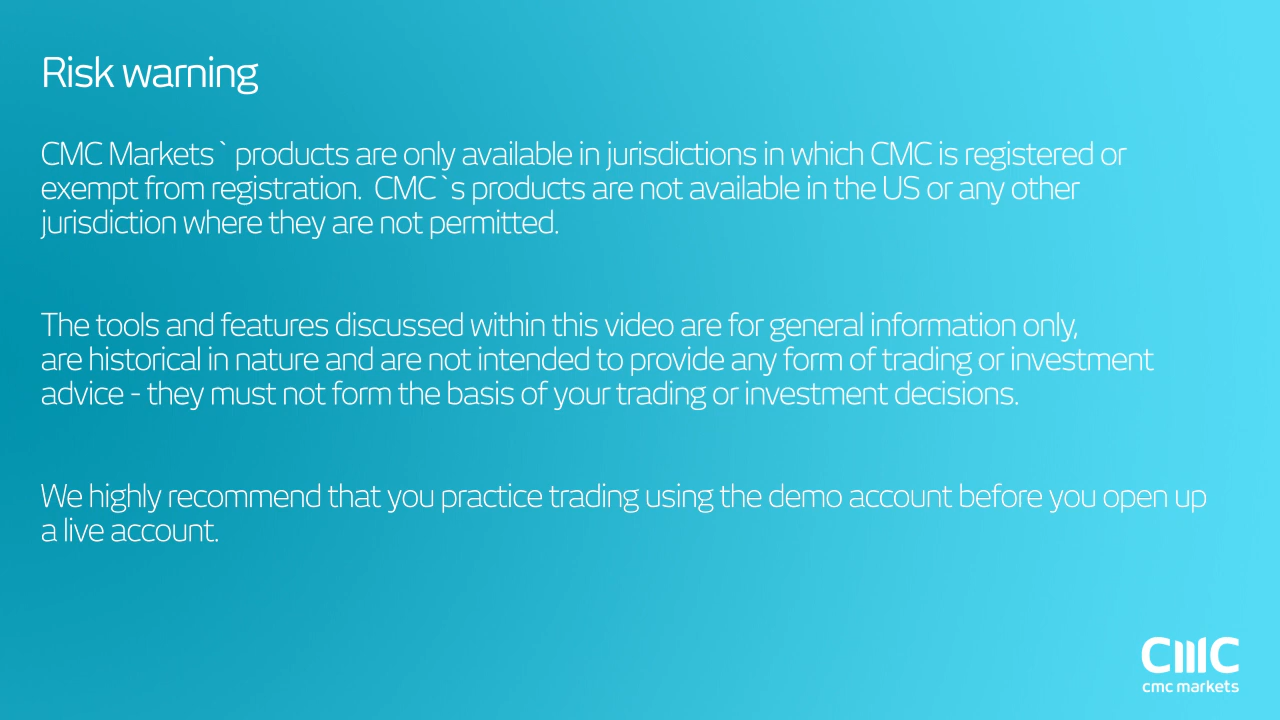 Risk warning
CMC Markets` products are only available in jurisdictions in which CMC is registered or
exempt from registration.  CMC`s products are not available in the US or any other
jurisdiction where they are not permitted.
The tools and features discussed within this video are for general information only,
are historical in nature and are not intended to provide any form of trading or investment
advice - they must not form the basis of your trading or investment decisions.
We highly recommend that you practice trading using the demo account before you open up
a live account.
CMC
cmc markets